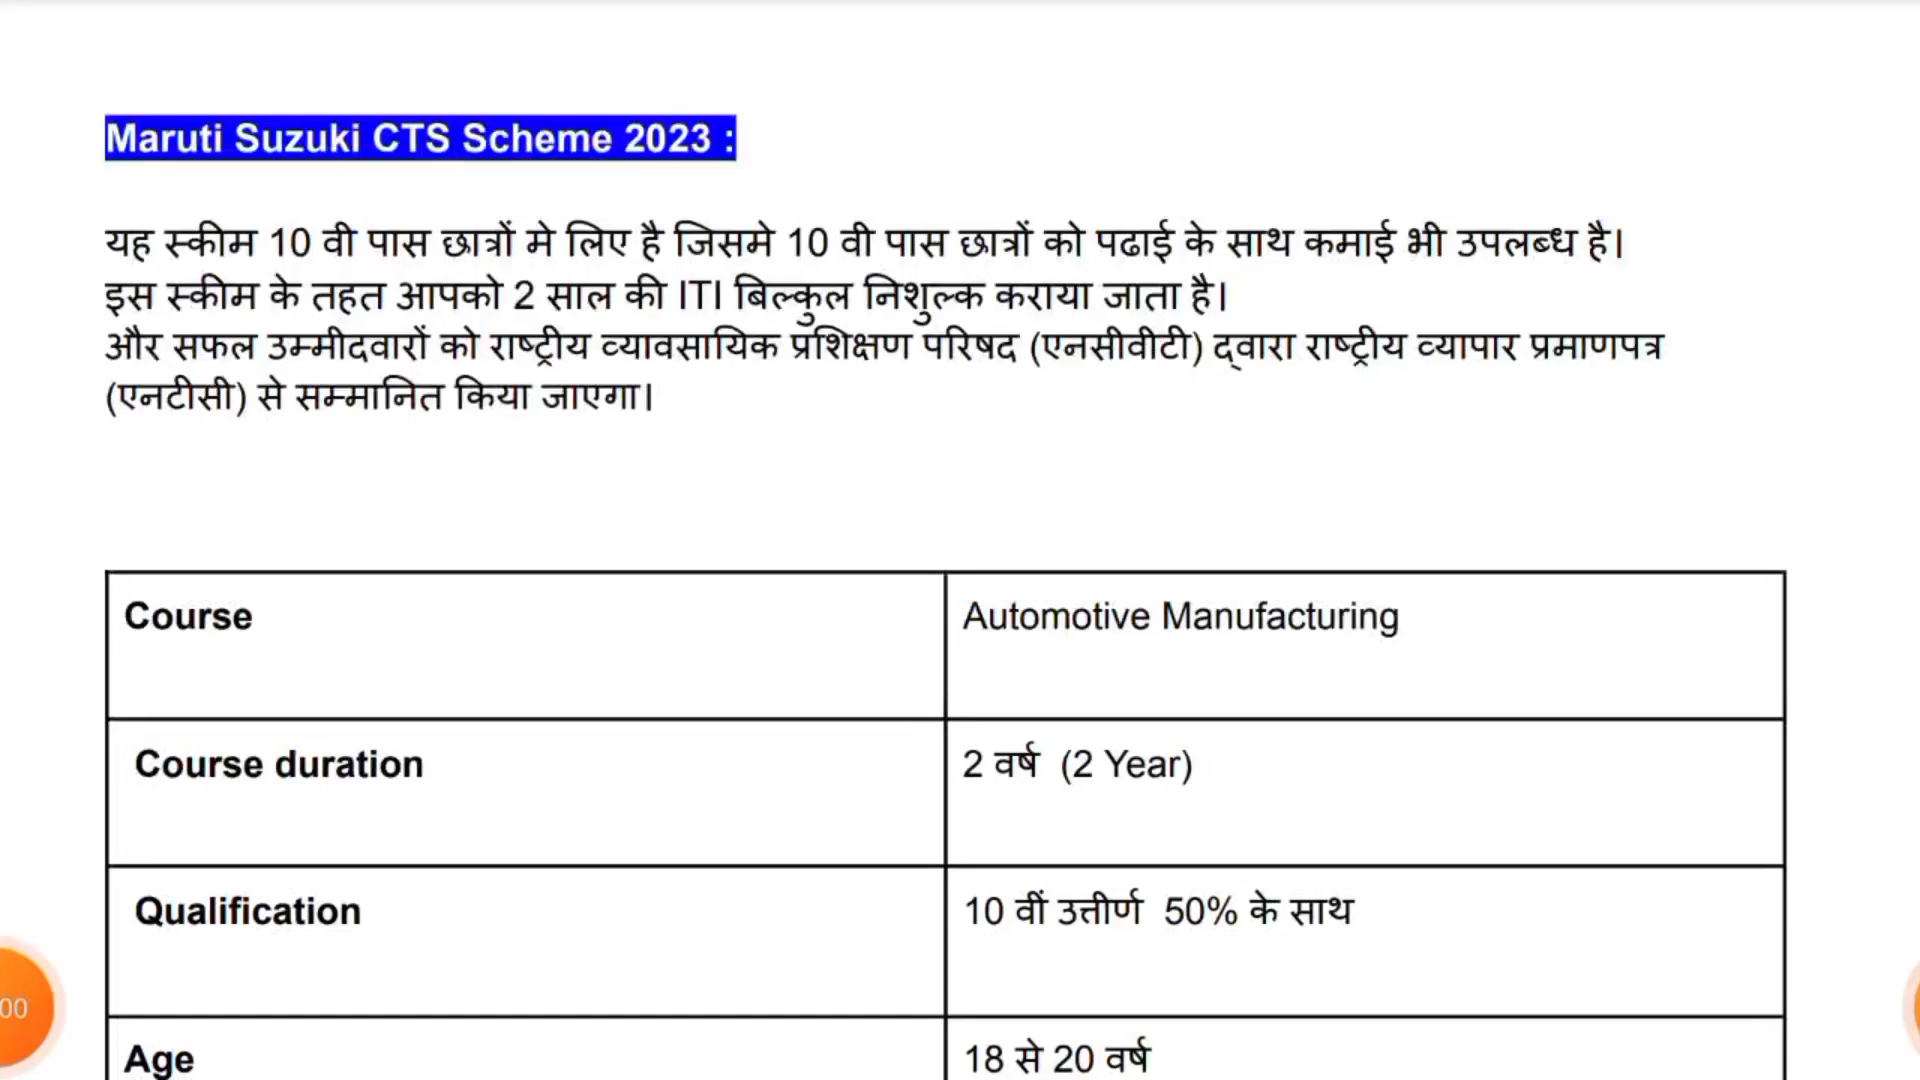 Maruti Suzuki CTS Scheme 2023 :
यह स्कीम 10 वी पास छात्रों मे लिए है जिसमे 10 वी पास छात्रों को पढाई के साथ कमाई भी उपलब्ध है।
इस स्कीम के तहत आपको 2 साल की ITI बिल्कुल निशुल्क कराया जाता है।
और सफल उम्मीदवारों को राष्ट्रीय व्यावसायिक प्रशिक्षण परिषद (एनसीवीटी) द्वारा राष्ट्रीय व्यापार प्रमाणपत्र
(एनटीसी) से सम्मानित किया जाएगा।
Course Automotive Manufacturing
Course duration 2 वर्ष (2 Year)
Qualification 10 वीं उत्तीर्ण 50% के साथ
00
Age 18 से 20 वर्ष